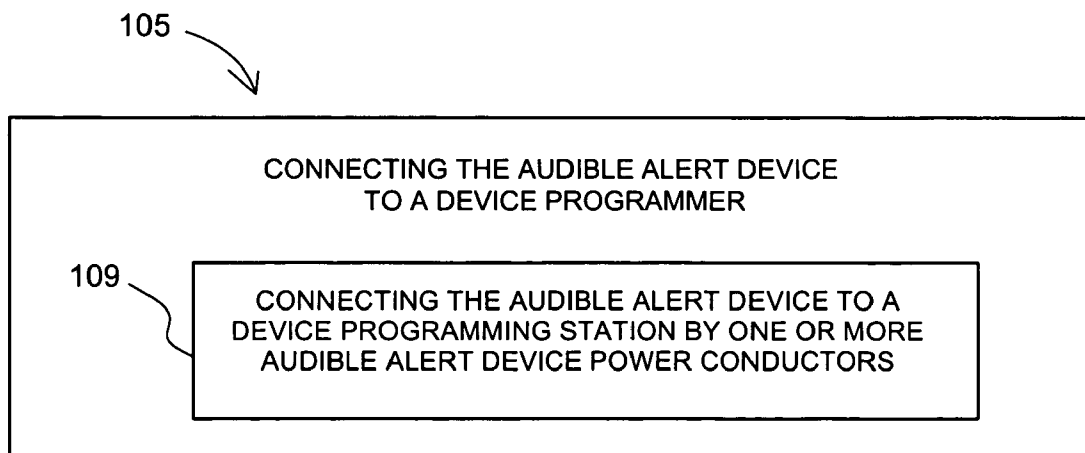 105
CONNECTING THE AUDIBLE ALERT DEVICE
TO A DEVICE PROGRAMMER
109
CONNECTING THE AUDIBLE ALERT DEVICE TO A
DEVICE PROGRAMMING STATION BY ONE OR MORE
AUDIBLE ALERT DEVICE POWER CONDUCTORS